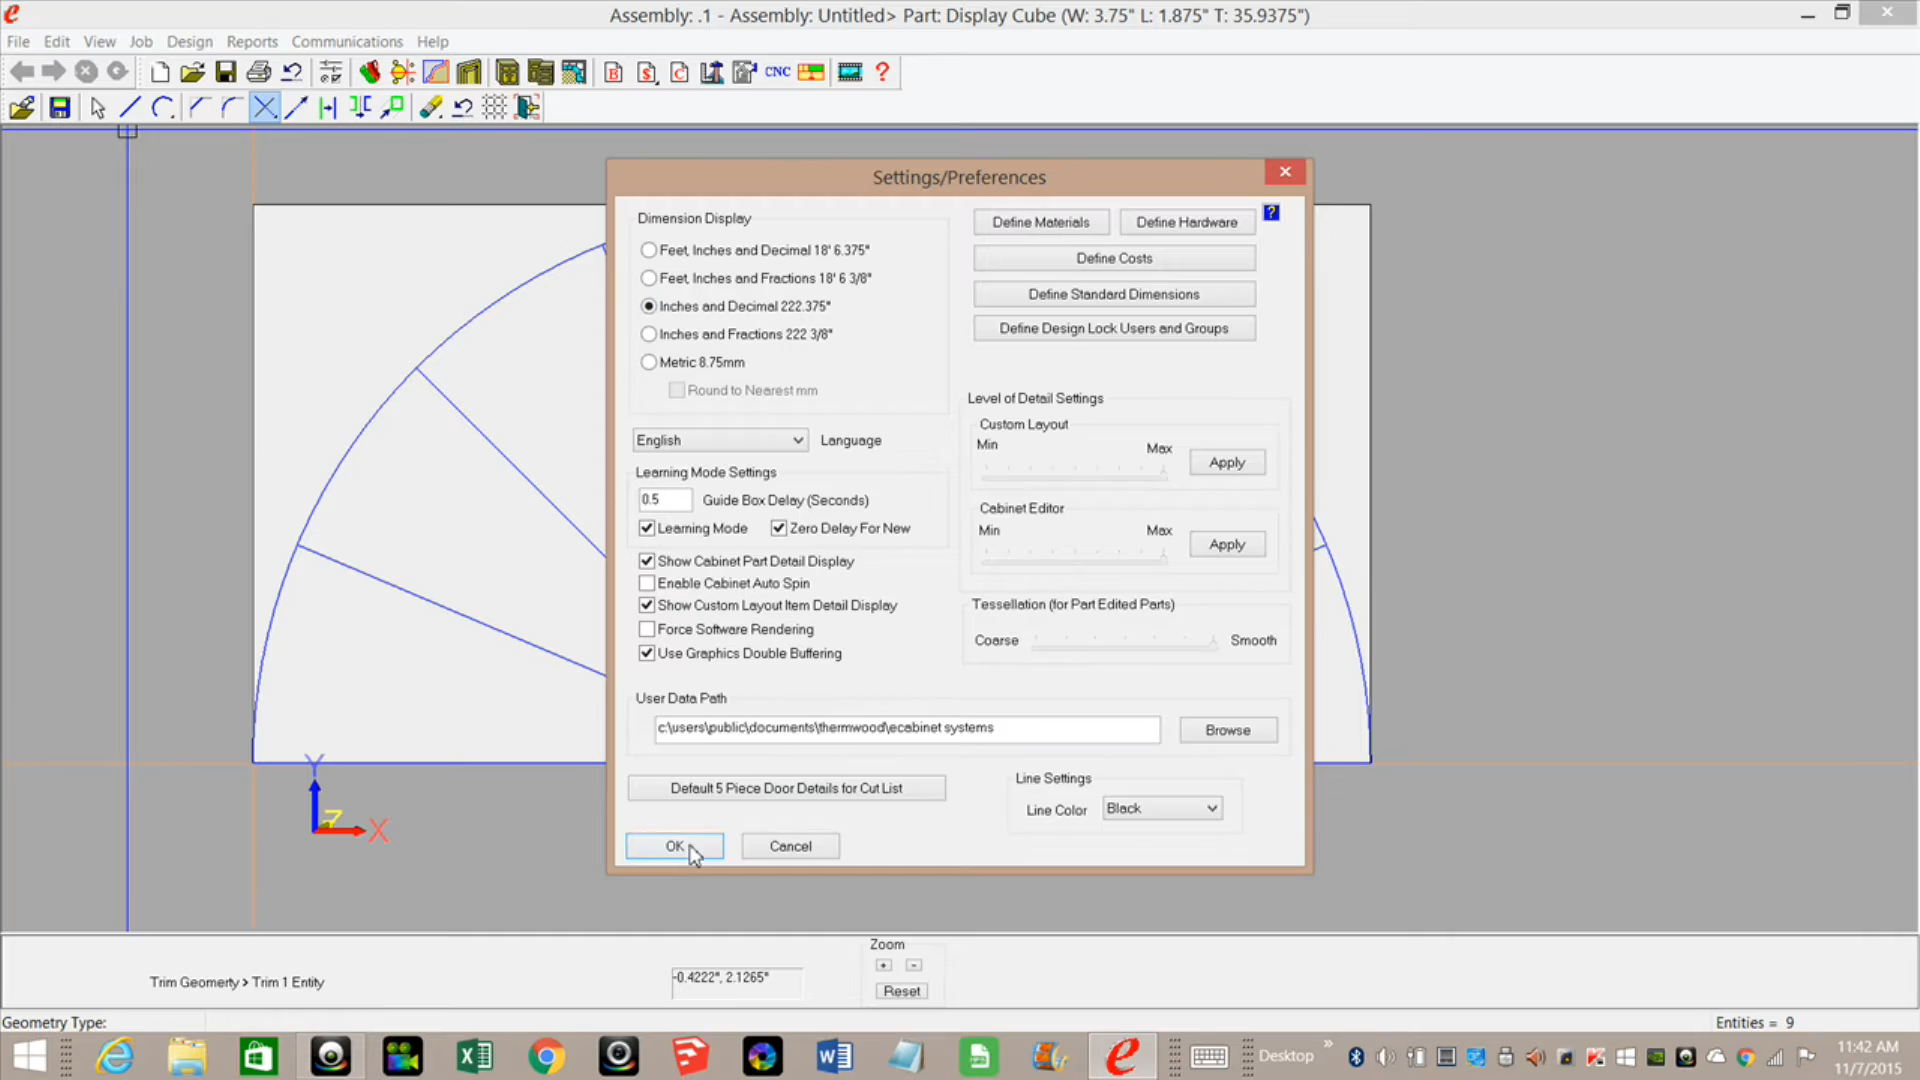 Assembly: .1 - Assembly: Untitled> Part: Display Cube (W: 3.75" L: 1.875" T: 35.9375")
File Edit View Job Design Reports Communications Help
CNC
Settings/Preferences
Dimension Display
Feet, Inches and Decimal 18' 6.375"
Feet, Inches and Fractions 18' 6 3/8"
Inches and Decimal 222.375"
Inches and Fractions 222 3/8"
Metric 8.75mm
Round to Nearest mm
English Language
Learning Mode Settings
0.5 Guide Box Delay (Seconds)
Learning Mode Zero Delay For New
Show Cabinet Part Detail Display
Enable Cabinet Auto Spin
Show Custom Layout Item Detail Display
Force Software Rendering
Use Graphics Double Buffering
Define Materials Define Hardware
Define Costs
Define Standard Dimensions
Define Design Lock Users and Groups
Level of Detail Settings
Custom Layout
Min Max Apply
Cabinet Editor
Min Max Apply
Tessellation (for Part Edited Parts)
Coarse Smooth
User Data Path
c:\users\public\documents\thermwood\ecabinet systems Browse
Default 5 Piece Door Details for Cut List
Line Settings
Line Color Black
OK Cancel
Y
Z
X
Zoom
+ -
Reset
Trim Geometry > Trim 1 Entity
-0.4222", 2.1265"
Geometry Type:
Entities = 9
Desktop
11:42 AM
11/7/2015